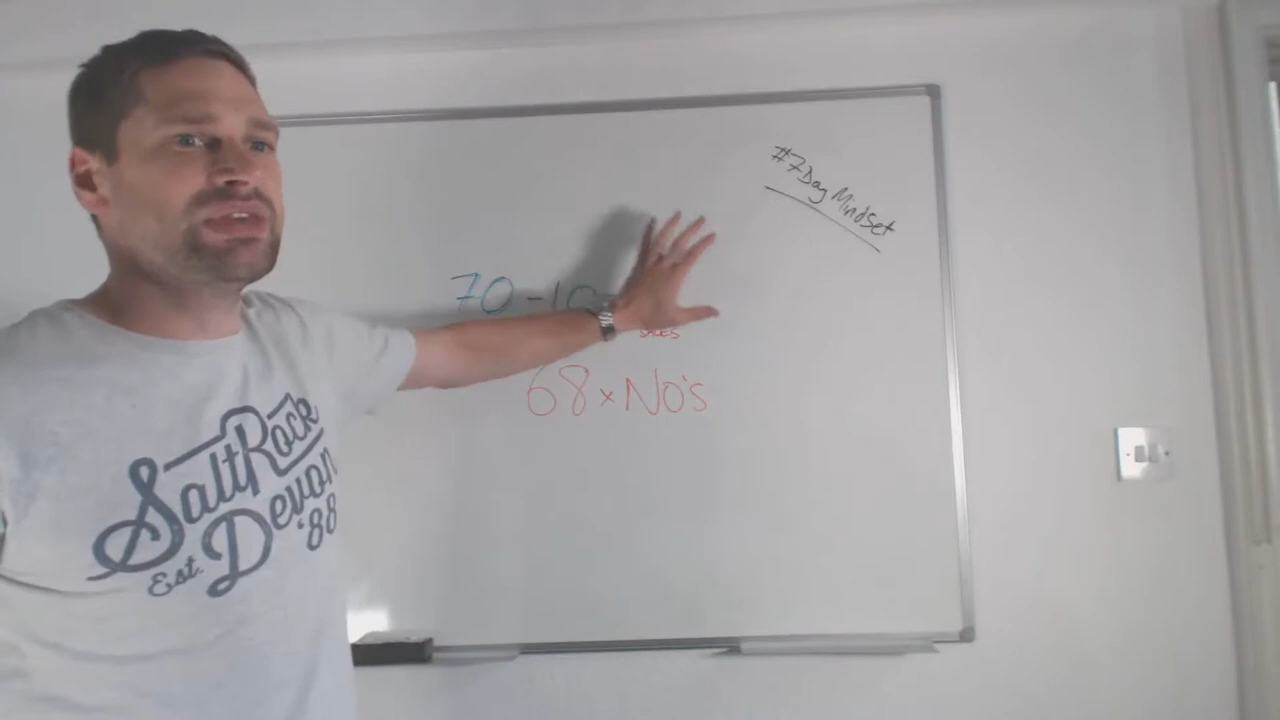 #7DayMindSet
70-10
68 x No's
SaltRock
Devon
Est. '88